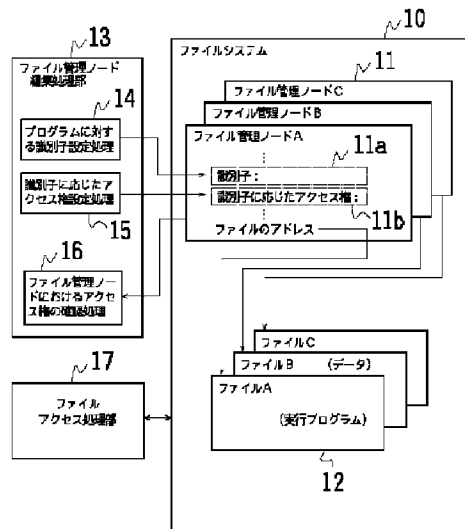 10
13
ファイルシステム
ファイル管理ノード
編集処理部
11
14
ファイル管理ノードC
ファイル管理ノードB
ファイル管理ノードA
プログラムに対す
る識別子設定処理
11a
識別子：
識別子に応じたア
クセス権設定処理
識別子に応じたアクセス権：
15
11b
ファイルのアドレス
16
ファイル管理ノー
ドにおけるアクセ
ス権の確認処理
17
ファイルC
ファイルB （データ）
ファイルA
ファイル
アクセス処理部
（実行プログラム）
12